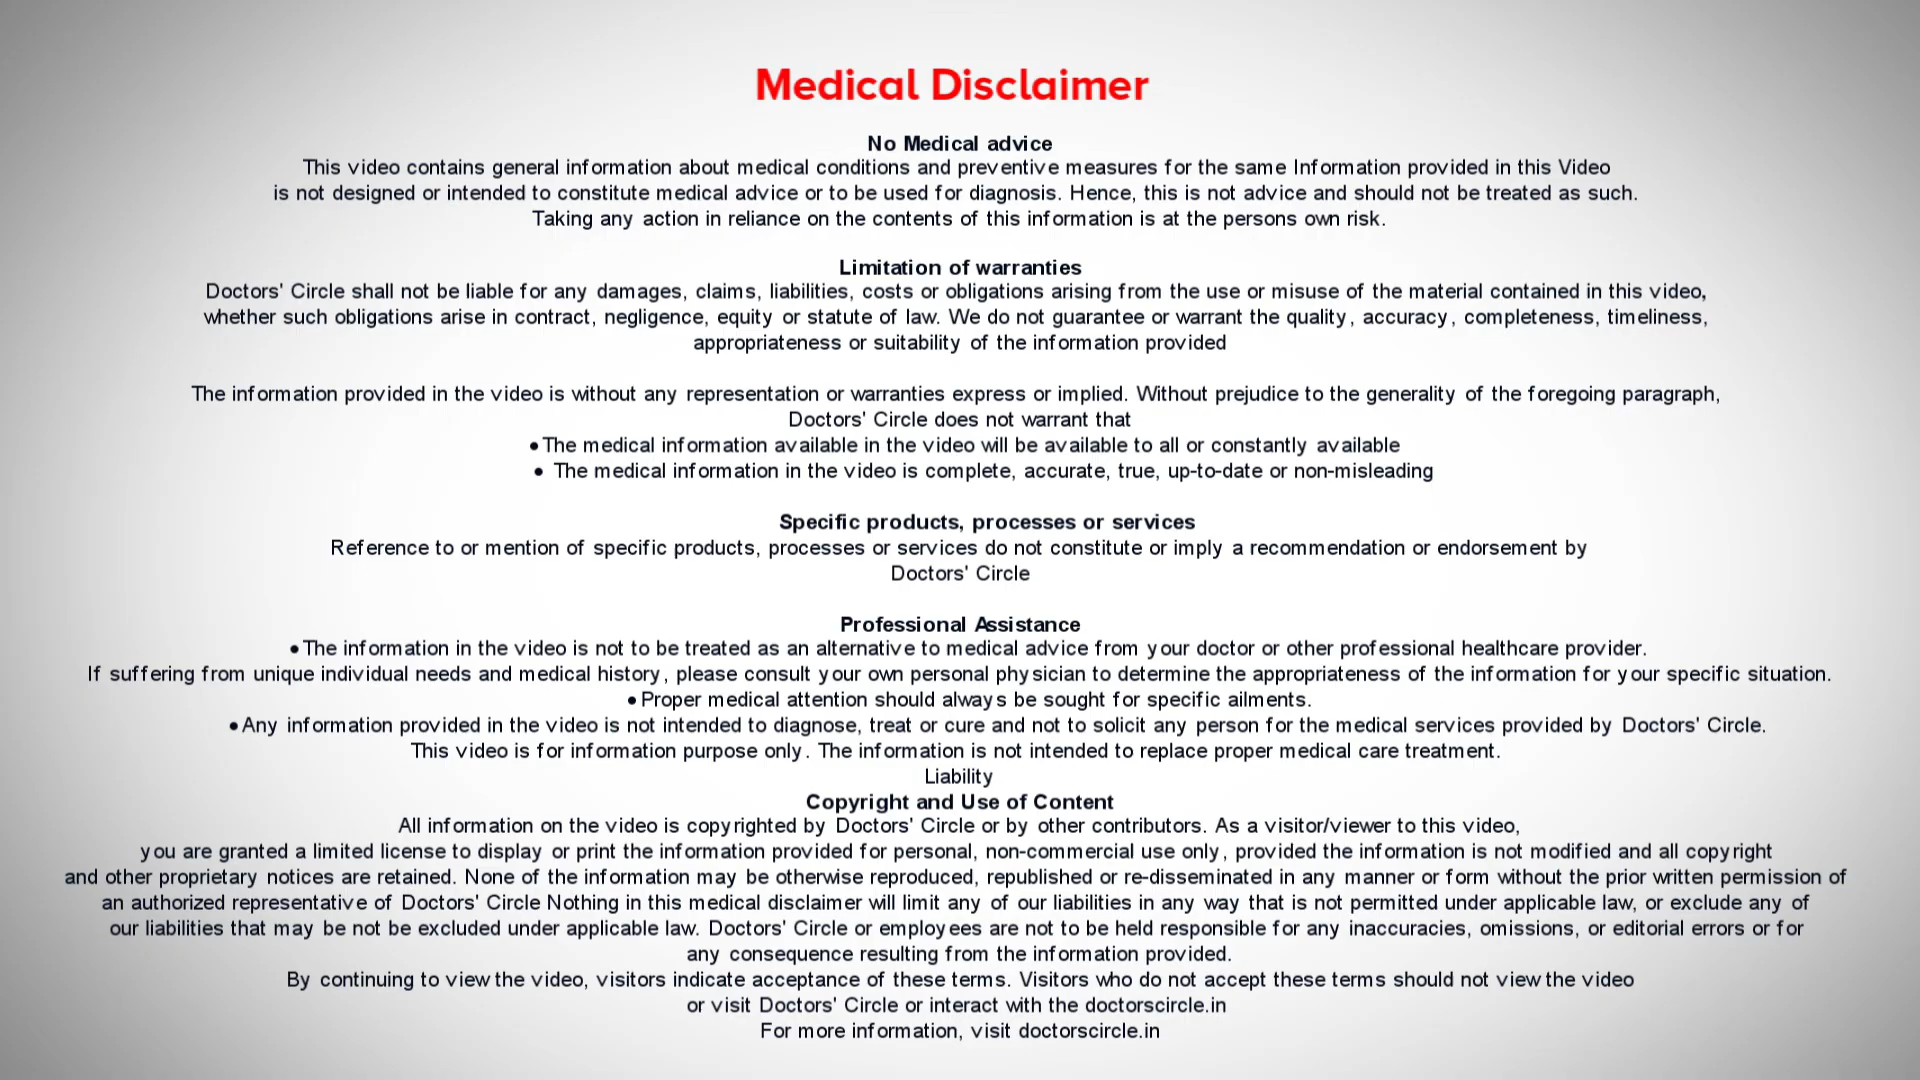 Medical Disclaimer
No Medical advice
This video contains general information about medical conditions and preventive measures for the same Information provided in this Video
is not designed or intended to constitute medical advice or to be used for diagnosis. Hence, this is not advice and should not be treated as such.
Taking any action in reliance on the contents of this information is at the persons own risk.
Limitation of warranties
Doctors' Circle shall not be liable for any damages, claims, liabilities, costs or obligations arising from the use or misuse of the material contained in this video,
whether such obligations arise in contract, negligence, equity or statute of law. We do not guarantee or warrant the quality, accuracy, completeness, timeliness,
appropriateness or suitability of the information provided
The information provided in the video is without any representation or warranties express or implied. Without prejudice to the generality of the foregoing paragraph,
Doctors' Circle does not warrant that
•The medical information available in the video will be available to all or constantly available
• The medical information in the video is complete, accurate, true, up-to-date or non-misleading
Specific products, processes or services
Reference to or mention of specific products, processes or services do not constitute or imply a recommendation or endorsement by
Doctors' Circle
Professional Assistance
•The information in the video is not to be treated as an alternative to medical advice from your doctor or other professional healthcare provider.
If suffering from unique individual needs and medical history, please consult your own personal physician to determine the appropriateness of the information for your specific situation.
•Proper medical attention should always be sought for specific ailments.
•Any information provided in the video is not intended to diagnose, treat or cure and not to solicit any person for the medical services provided by Doctors' Circle.
This video is for information purpose only. The information is not intended to replace proper medical care treatment.
Liability
Copyright and Use of Content
All information on the video is copyrighted by Doctors' Circle or by other contributors. As a visitor/viewer to this video,
you are granted a limited license to display or print the information provided for personal, non-commercial use only, provided the information is not modified and all copyright
and other proprietary notices are retained. None of the information may be otherwise reproduced, republished or re-disseminated in any manner or form without the prior written permission of
an authorized representative of Doctors' Circle Nothing in this medical disclaimer will limit any of our liabilities in any way that is not permitted under applicable law, or exclude any of
our liabilities that may be not be excluded under applicable law. Doctors' Circle or employees are not to be held responsible for any inaccuracies, omissions, or editorial errors or for
any consequence resulting from the information provided.
By continuing to view the video, visitors indicate acceptance of these terms. Visitors who do not accept these terms should not view the video
or visit Doctors' Circle or interact with the doctorscircle.in
For more information, visit doctorscircle.in